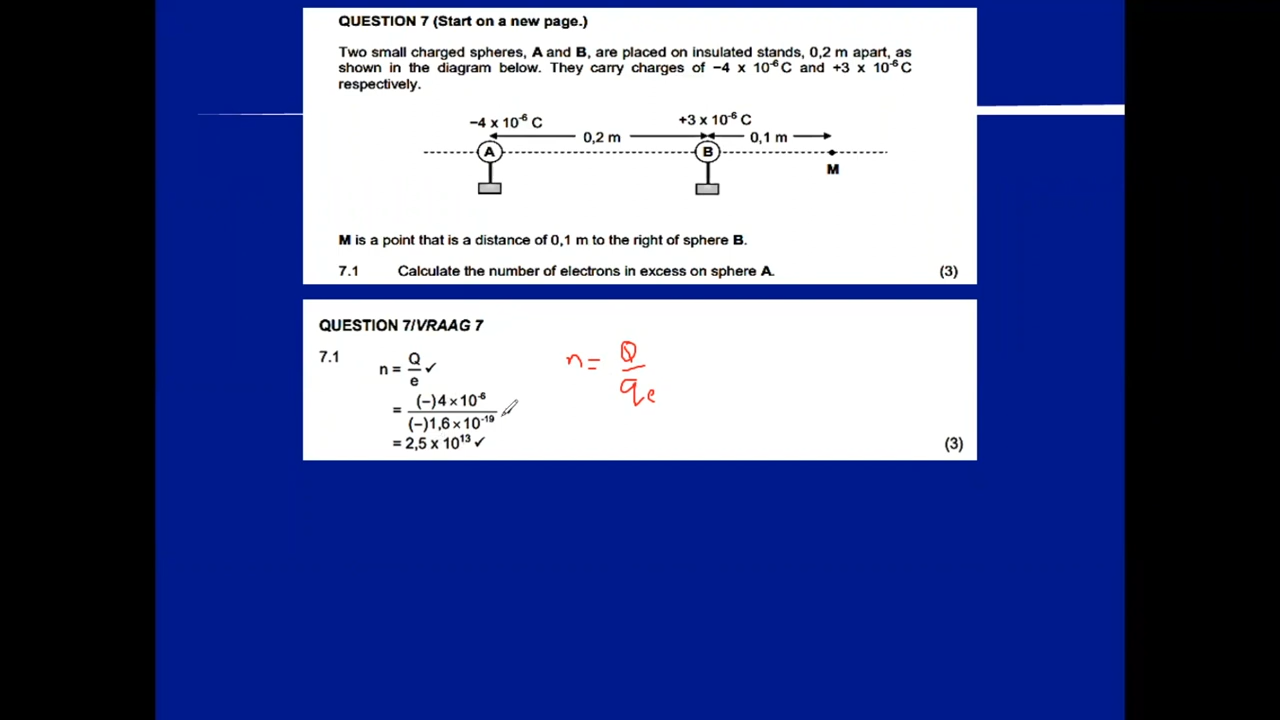 QUESTION 7 (Start on a new page.)
Two small charged spheres, A and B, are placed on insulated stands, 0,2 m apart, as
shown in the diagram below. They carry charges of −4 x 10⁻⁶ C and +3 x 10⁻⁶ C
respectively.
−4 x 10⁻⁶ C
+3 x 10⁻⁶ C
0,2 m
0,1 m
A
B
M
M is a point that is a distance of 0,1 m to the right of sphere B.
7.1 Calculate the number of electrons in excess on sphere A. (3)
QUESTION 7/VRAAG 7
7.1
n = Q/e ✓
= (−)4 × 10⁻⁶ / (−)1,6 × 10⁻¹⁹
= 2,5 x 10¹³ ✓ (3)
n = Q/qe